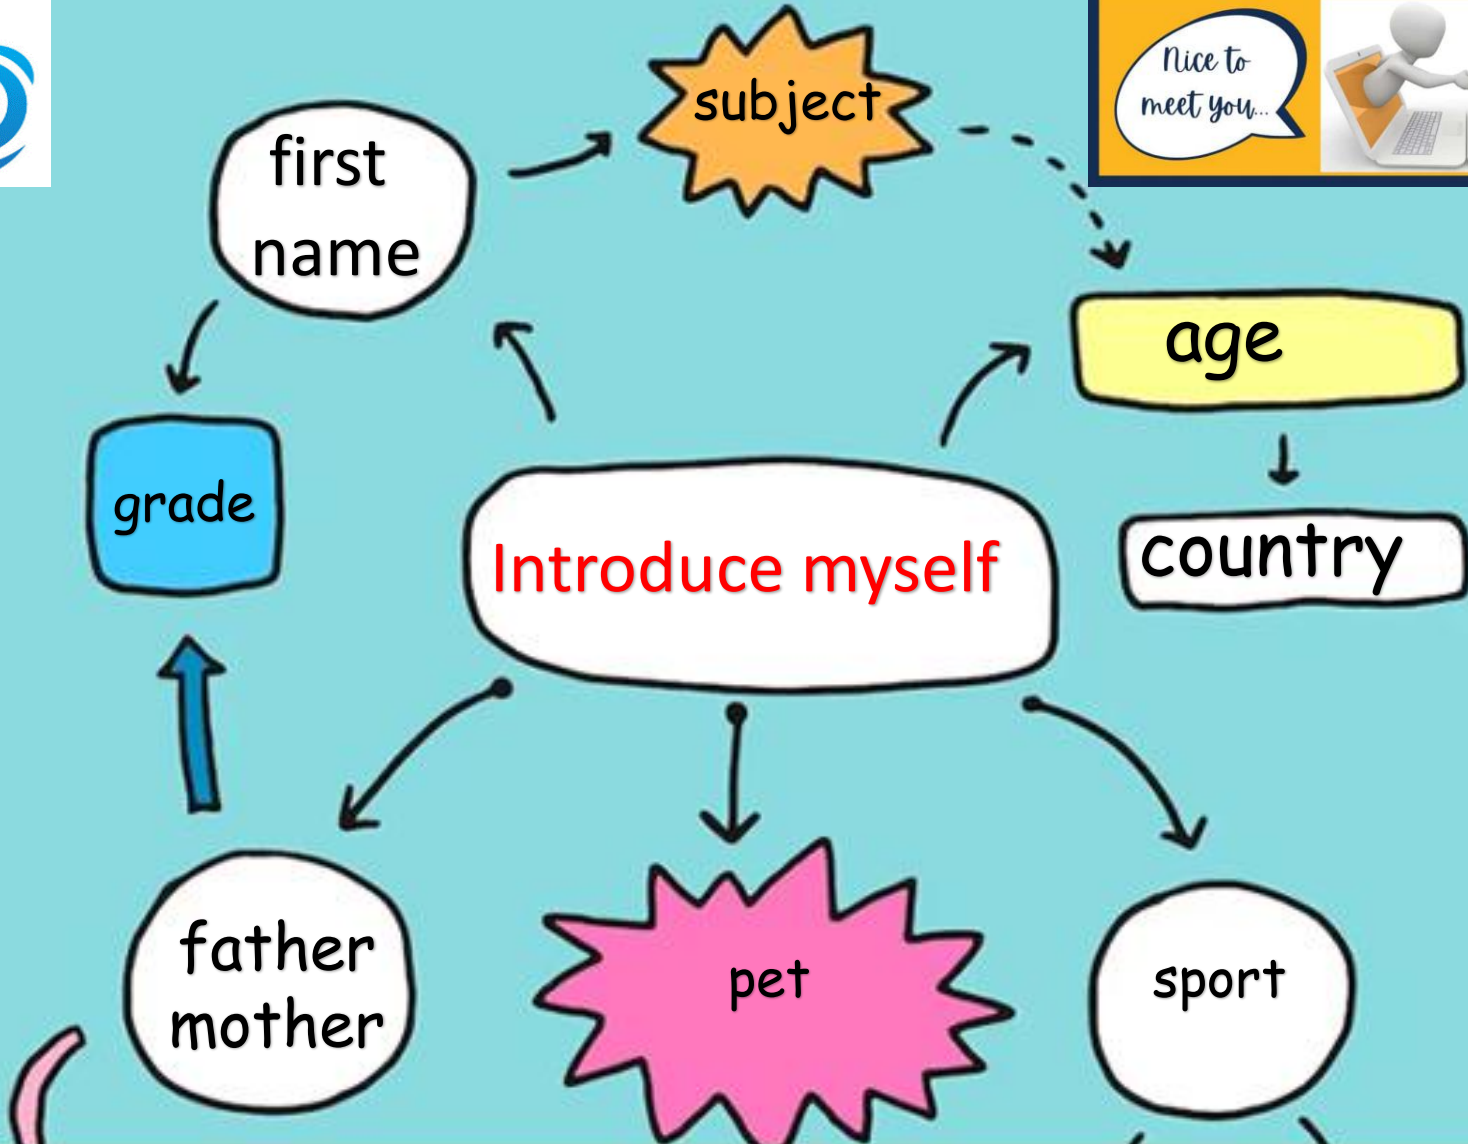 subject
Nice to
meet you...
first
name
age
grade
country
Introduce myself
father
mother
pet
sport